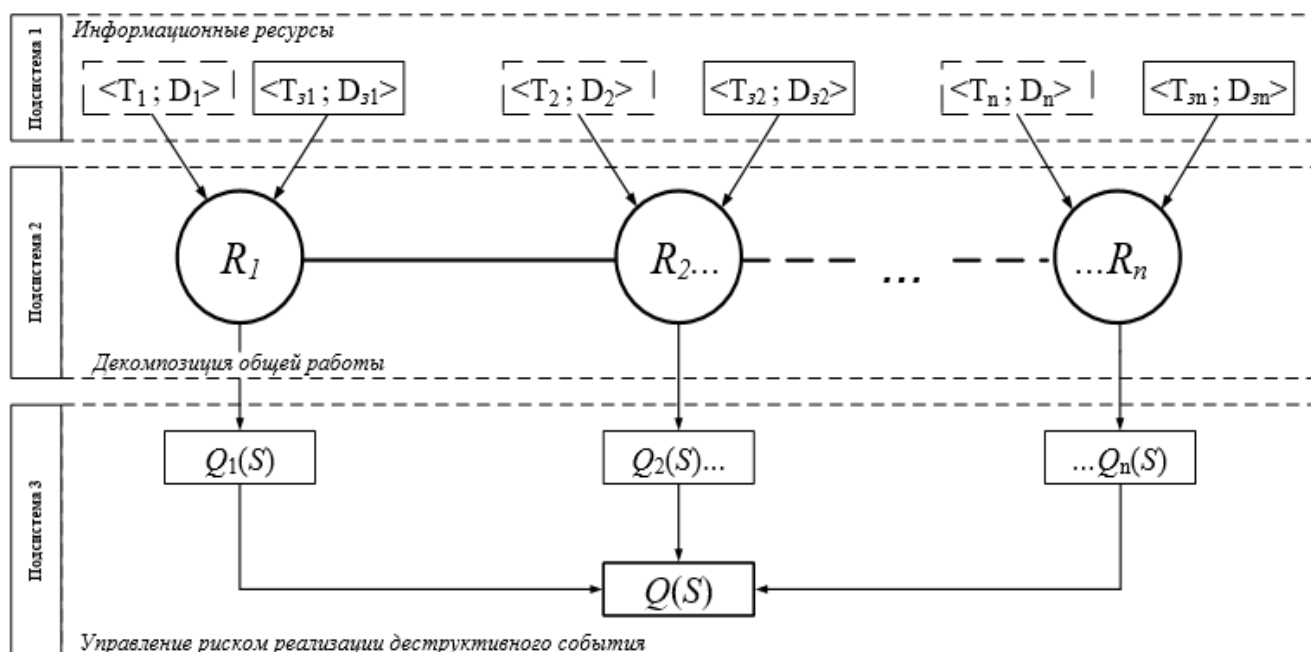 Подсистема 1
Информационные ресурсы
<T₁ ; D₁>
<Tз₁ ; Dз₁>
<T₂ ; D₂>
<Tз₂ ; Dз₂>
<Tₙ ; Dₙ>
<Tзₙ ; Dзₙ>
Подсистема 2
R₁
R₂...
...
...Rₙ
Декомпозиция общей работы
Подсистема 3
Q₁(S)
Q₂(S)...
...Qₙ(S)
Q(S)
Управление риском реализации деструктивного события